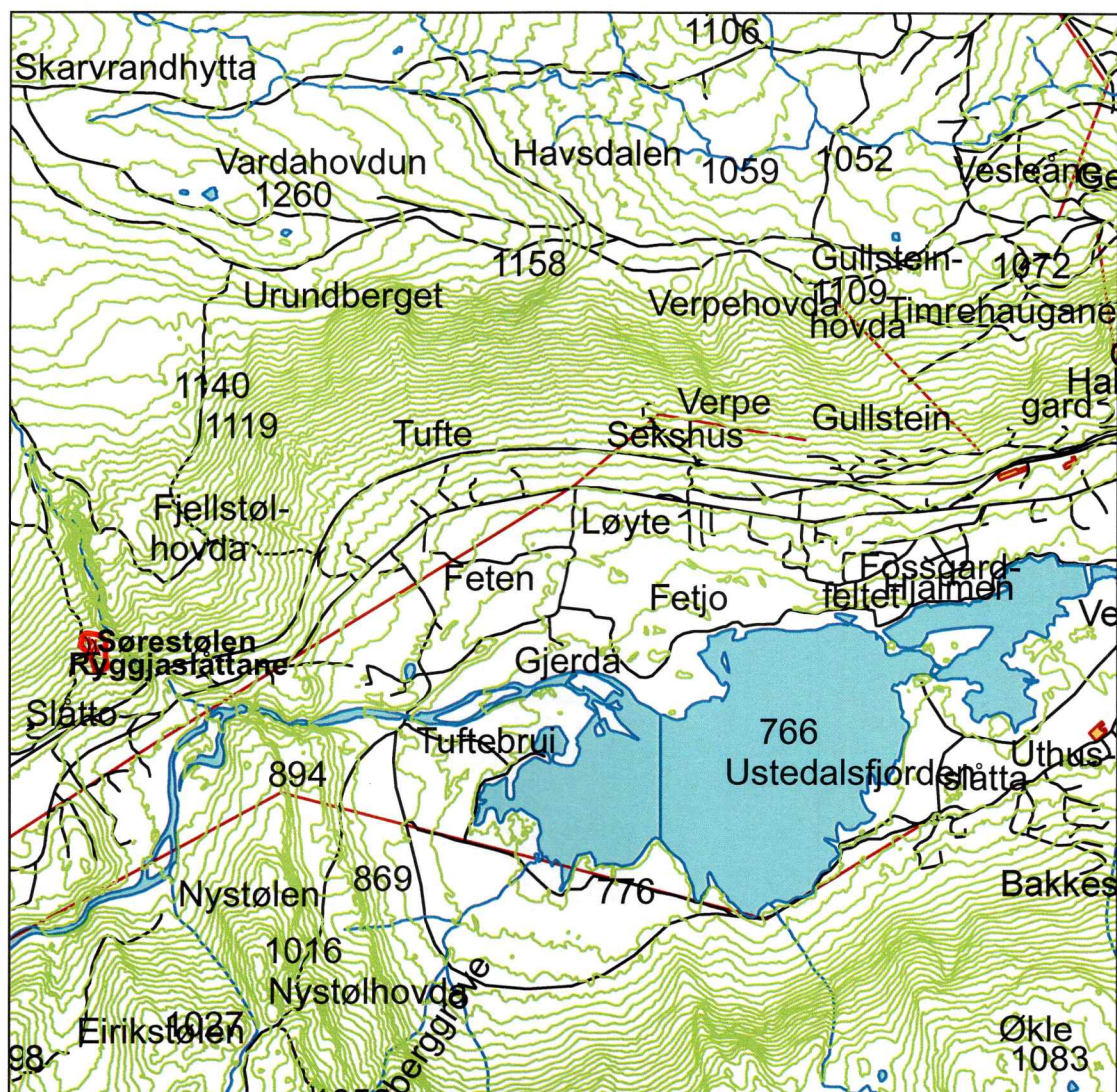 1106
Skarvrandhytta
Vardahovdun
1260
Havsdalen
1059
1052
1158
Gullstein-
hovda
1109
1072
Urundberget
Verpehovda
Timrehaugane
1140
1119
Verpe
Sekshus
Gullstein
gard
Tufte
Fjellstøl-
hovda
Løyte
Feten
Fetjo
Fossgard-
feltet
Hjalmen
Sørestølen
Ryggjaslåttane
Gjerda
Slåtto-
Tuftebrui
766
Ustedalsfjorden
Uthus-
slåtta
894
869
776
Nystølen
1016
Nystølhovda
Eirikstølen
1027
Økle
1083